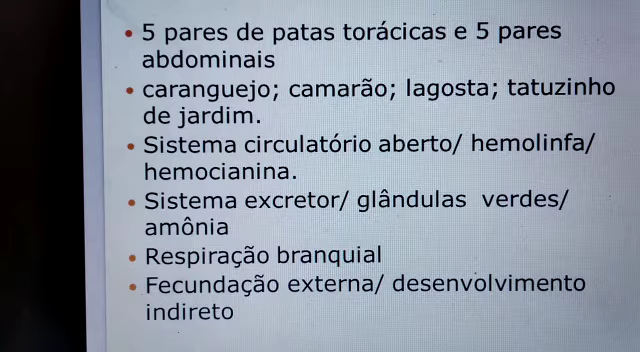 • 5 pares de patas torácicas e 5 pares
abdominais
• caranguejo; camarão; lagosta; tatuzinho
de jardim.
• Sistema circulatório aberto/ hemolinfa/
hemocianina.
• Sistema excretor/ glândulas verdes/
amônia
• Respiração branquial
• Fecundação externa/ desenvolvimento
indireto